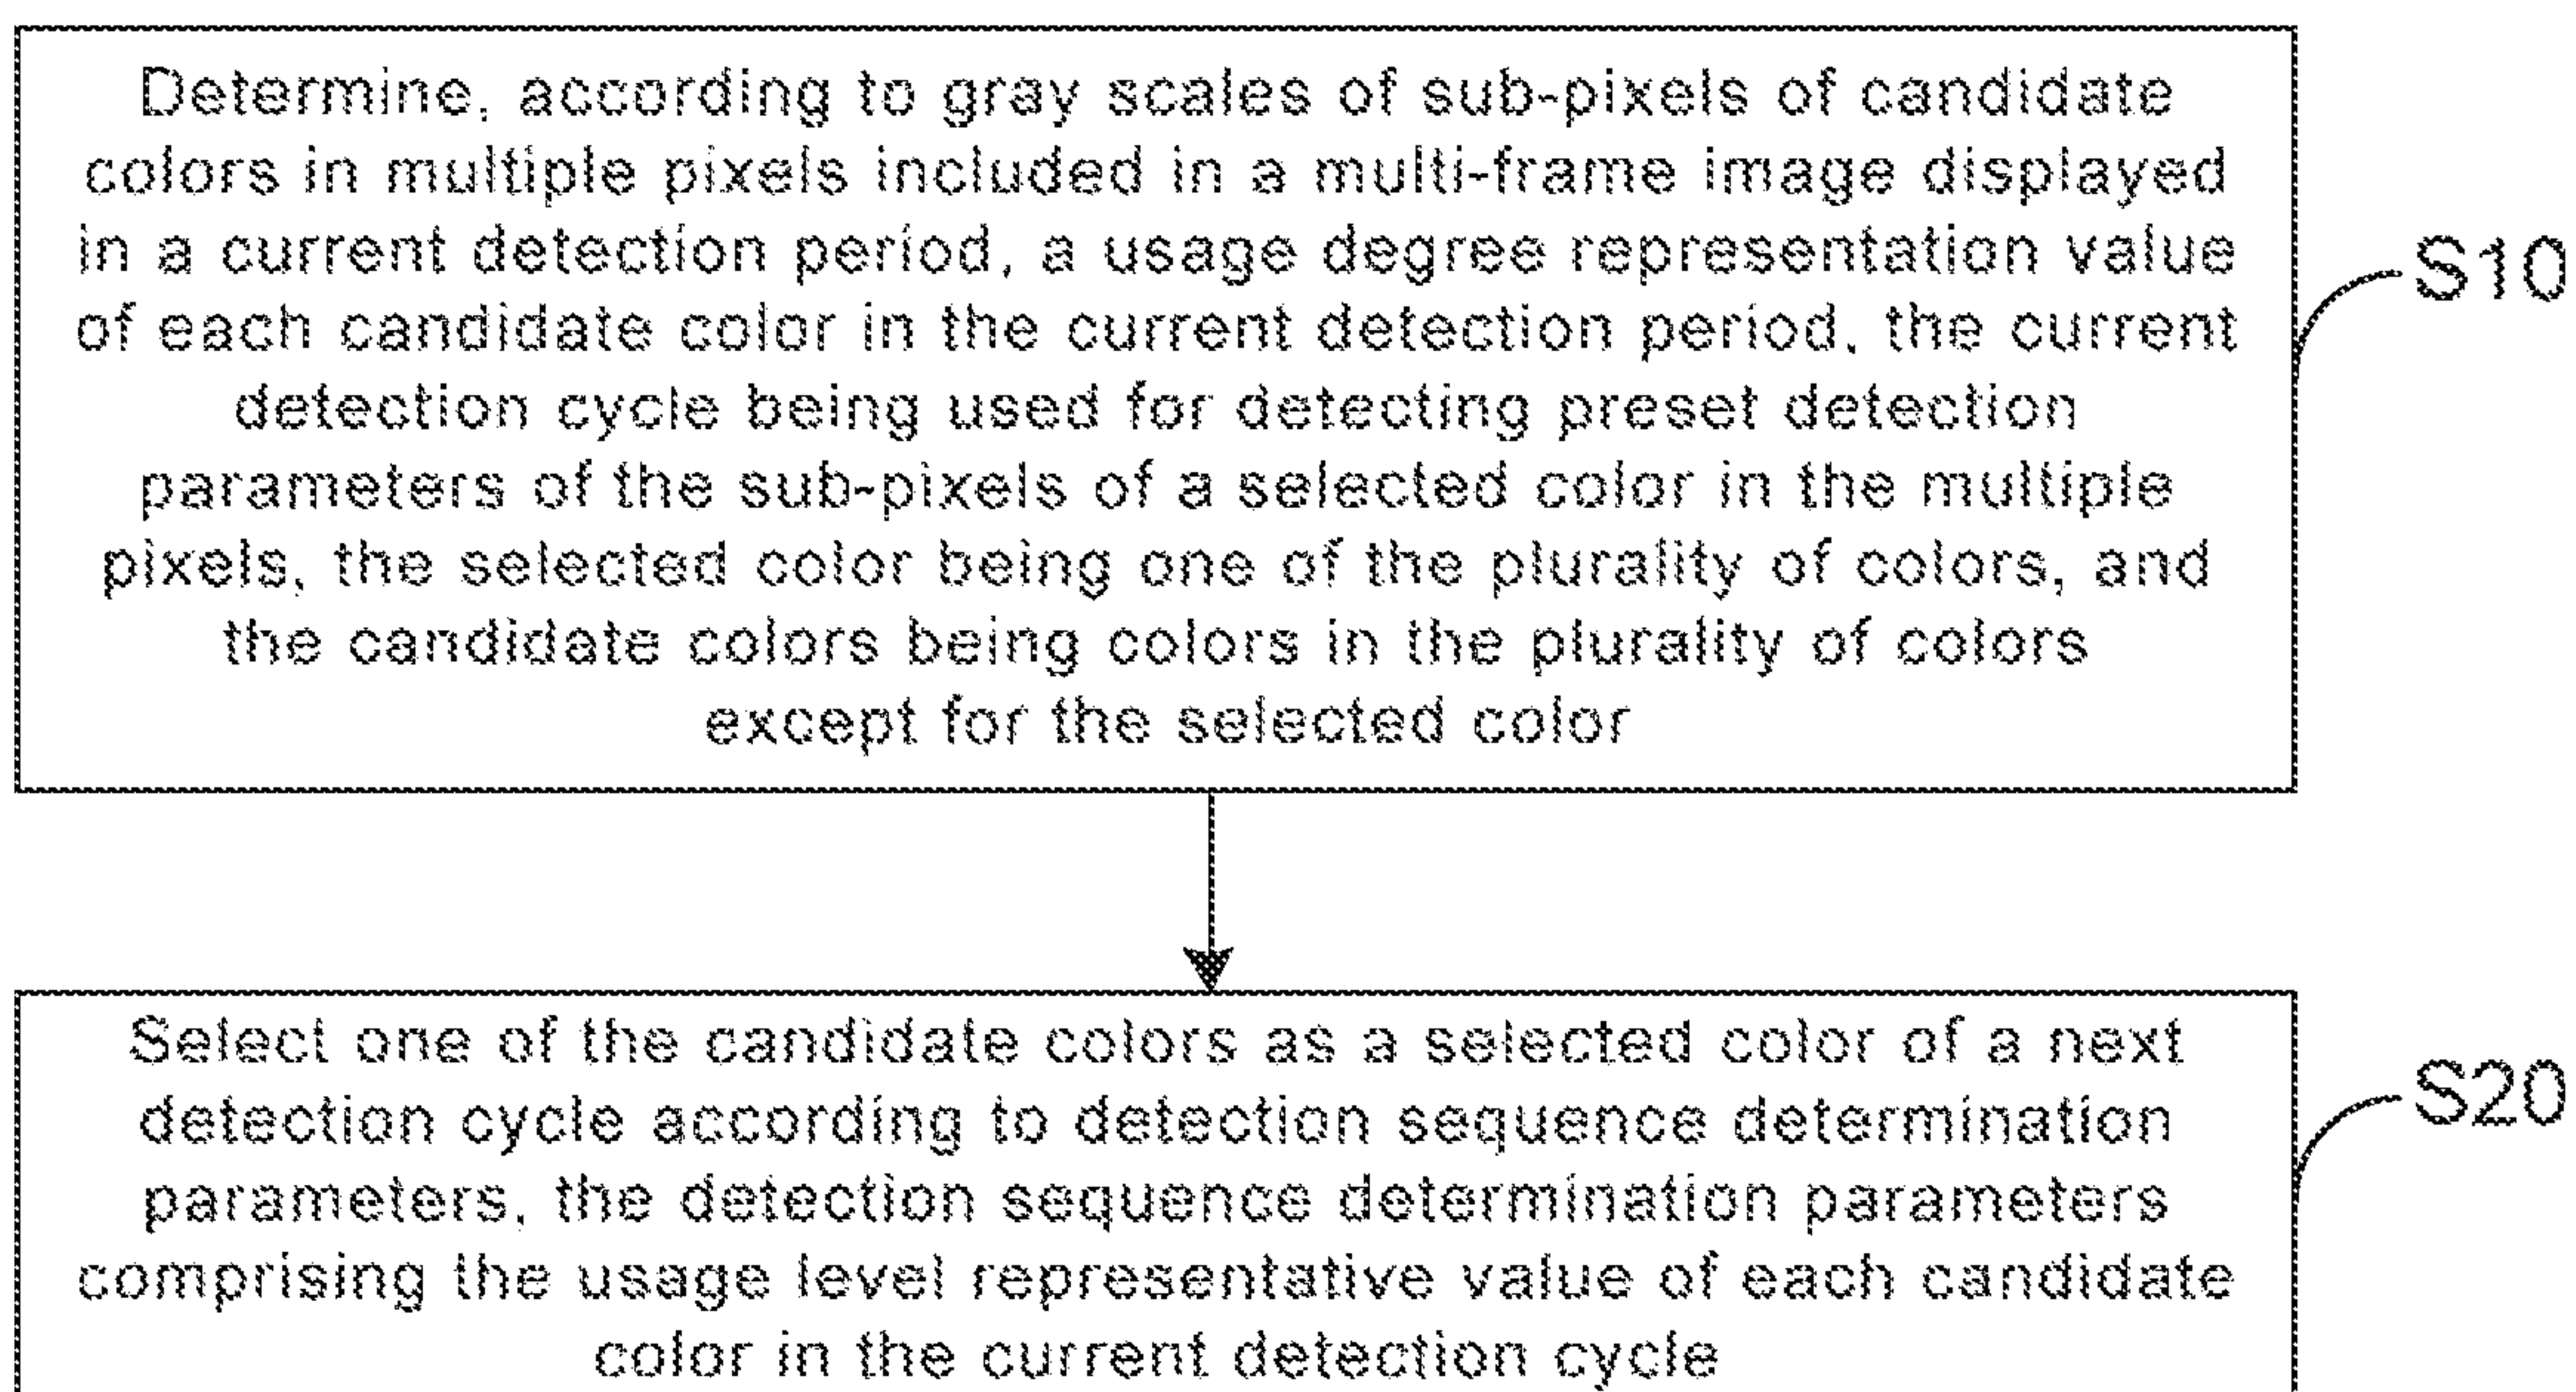 Determine, according to gray scales of sub-pixels of candidate
colors in multiple pixels included in a multi-frame image displayed
in a current detection period, a usage degree representation value
of each candidate color in the current detection period, the current
detection cycle being used for detecting preset detection
parameters of the sub-pixels of a selected color in the multiple
pixels, the selected color being one of the plurality of colors, and
the candidate colors being colors in the plurality of colors
except for the selected color
S10
Select one of the candidate colors as a selected color of a next
detection cycle according to detection sequence determination
parameters, the detection sequence determination parameters
comprising the usage level representative value of each candidate
color in the current detection cycle
S20